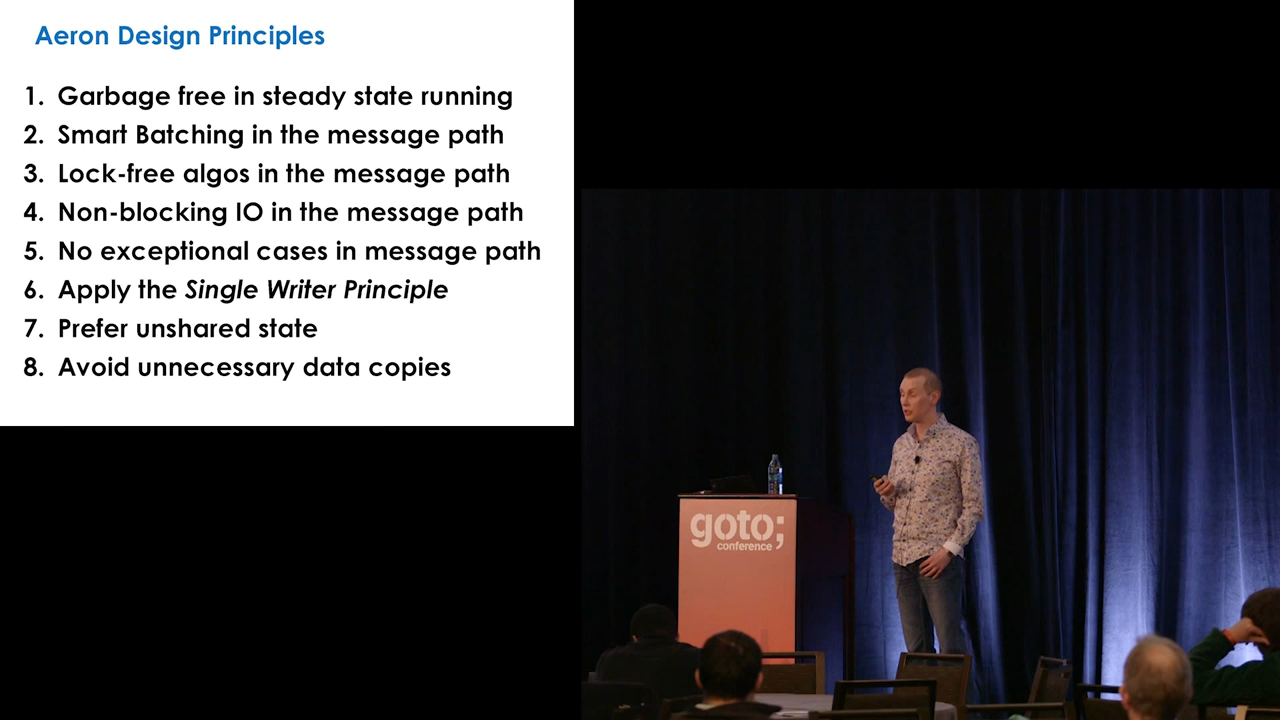 Aeron Design Principles
1. Garbage free in steady state running
2. Smart Batching in the message path
3. Lock-free algos in the message path
4. Non-blocking IO in the message path
5. No exceptional cases in message path
6. Apply the Single Writer Principle
7. Prefer unshared state
8. Avoid unnecessary data copies
goto;
conference